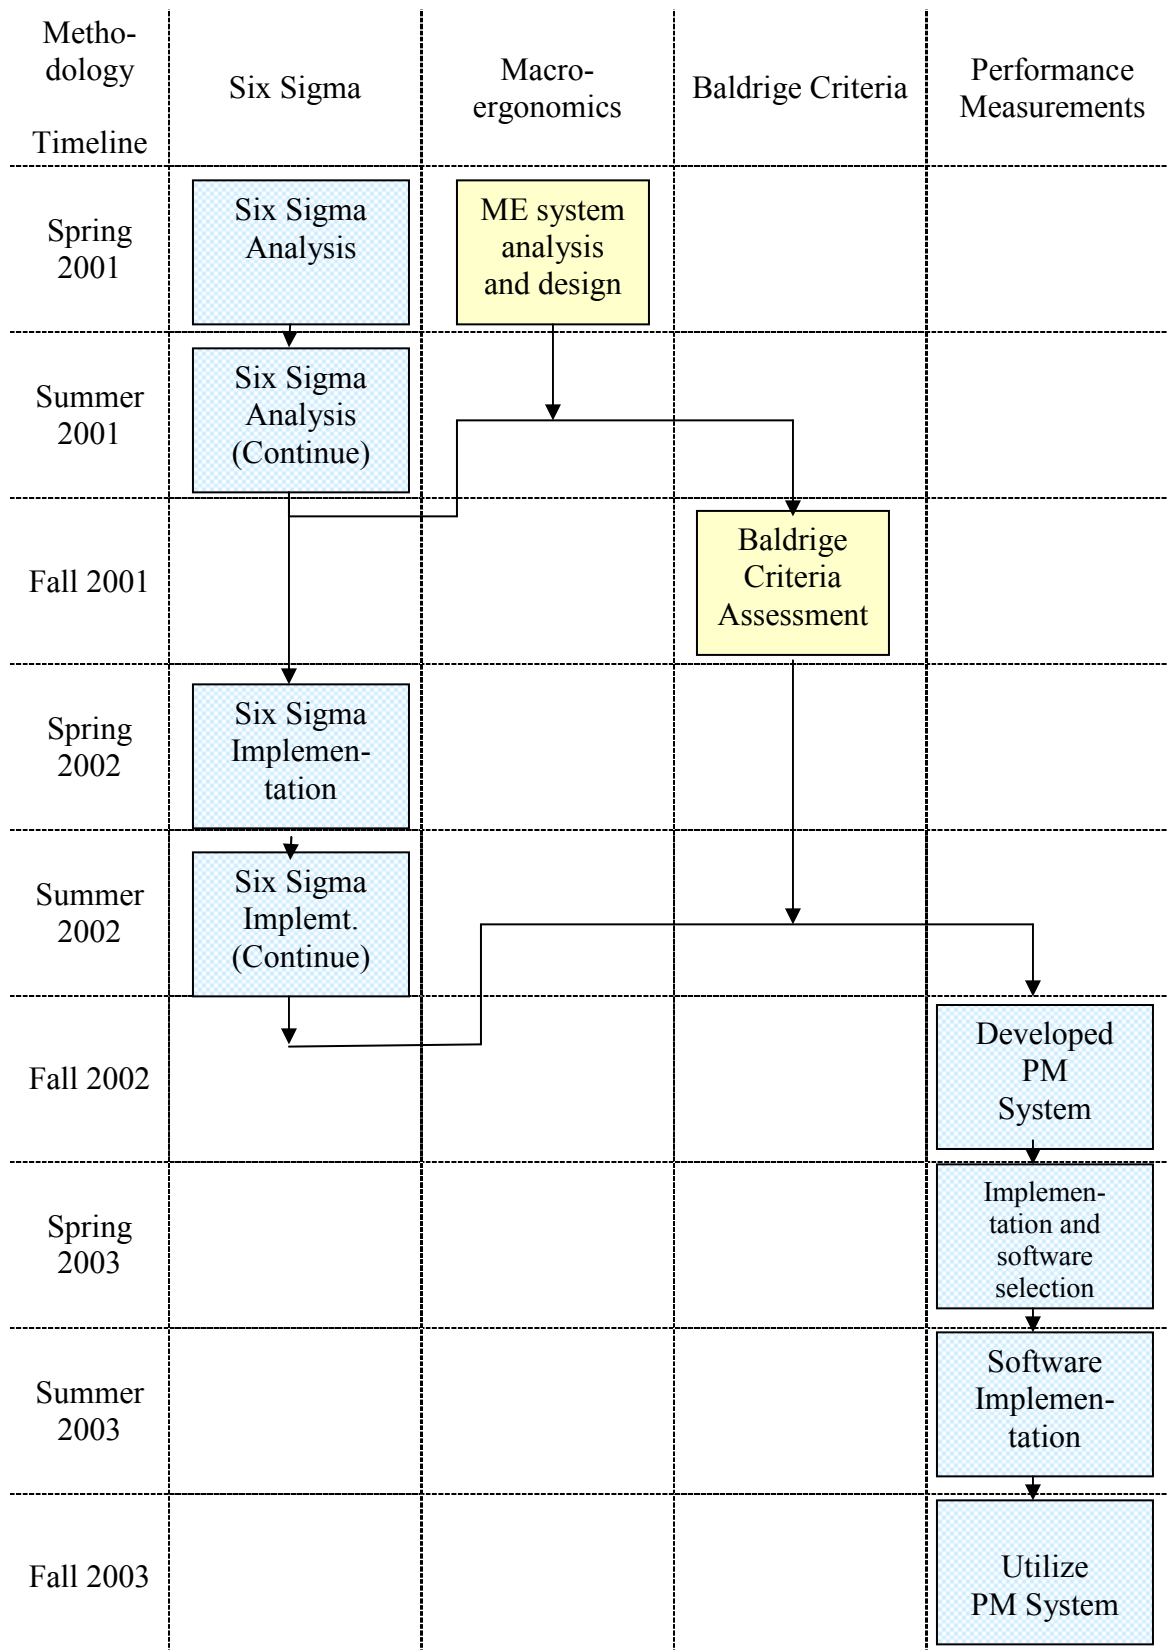 Metho-
dology
Timeline
Six Sigma
Macro-
ergonomics
Baldrige Criteria
Performance
Measurements
Spring
2001
Six Sigma
Analysis
ME system
analysis
and design
Summer
2001
Six Sigma
Analysis
(Continue)
Fall 2001
Baldrige
Criteria
Assessment
Spring
2002
Six Sigma
Implemen-
tation
Summer
2002
Six Sigma
Implemt.
(Continue)
Fall 2002
Developed
PM
System
Spring
2003
Implemen-
tation and
software
selection
Summer
2003
Software
Implemen-
tation
Fall 2003
Utilize
PM System